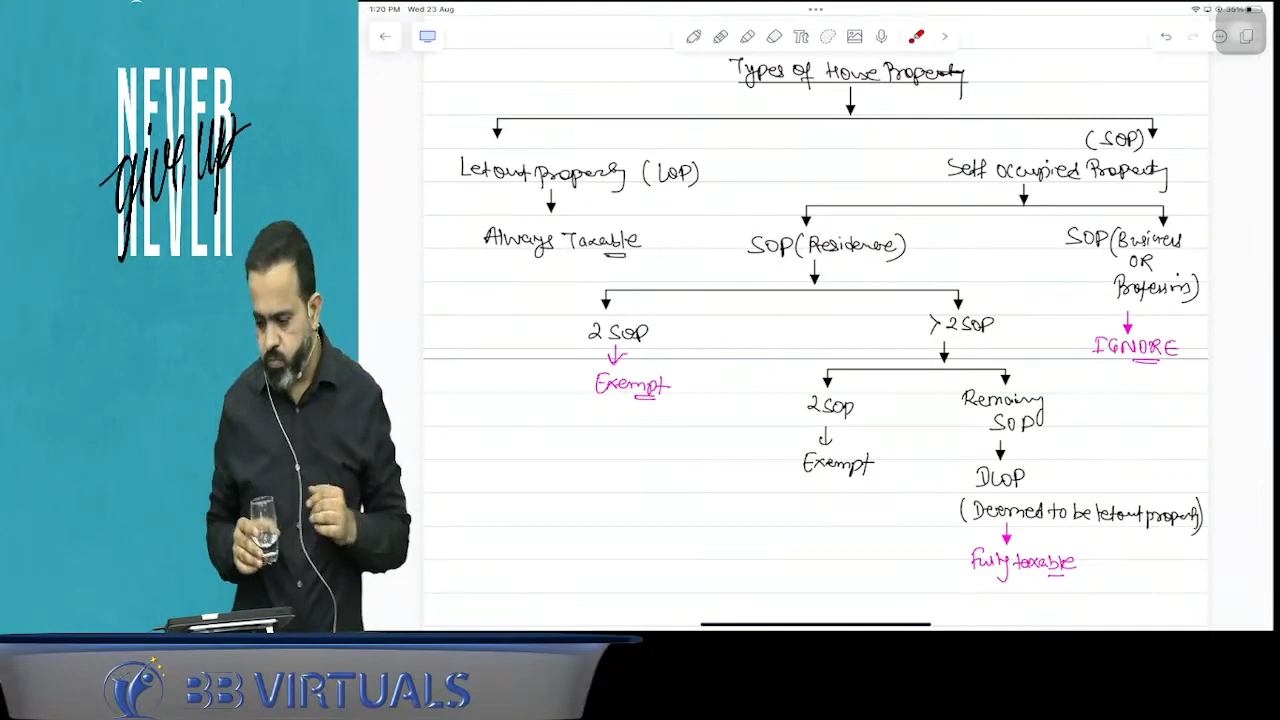 1:20 PM Wed 23 Aug
35%
NEVER
give up
NEVER
Types of House Property
(SOP)
Letout Property (LOP)
Self Occupied Property
Always Taxable
SOP (Residence)
SOP (Business
OR
Profession)
2 SOP
> 2 SOP
IGNORE
Exempt
2 SOP
Remaining
SOP
Exempt
DLOP
(Deemed to be letout property)
Fully taxable
BB VIRTUALS